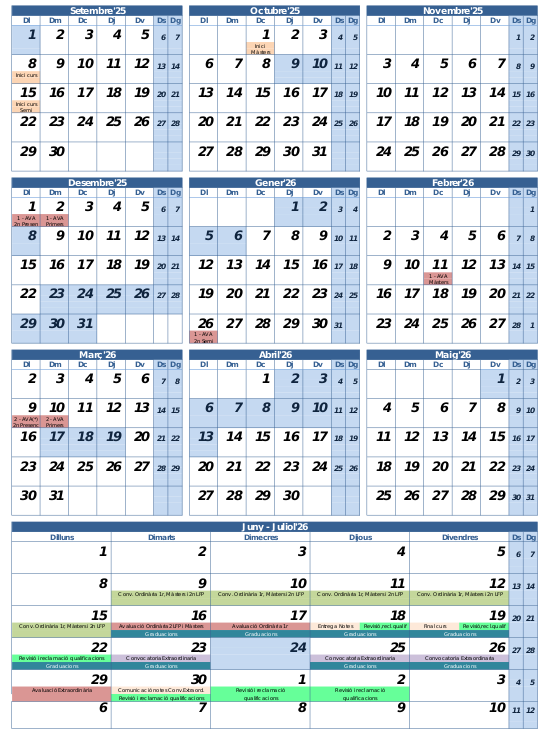 Setembre'25
Dl Dm Dc Dj Dv Ds Dg
1 2 3 4 5 6 7
8 9 10 11 12 13 14
Inici curs
15 16 17 18 19 20 21
Inici curs
Semi
22 23 24 25 26 27 28
29 30
Octubre'25
Dl Dm Dc Dj Dv Ds Dg
1 2 3 4 5
Inici
Màsters
6 7 8 9 10 11 12
13 14 15 16 17 18 19
20 21 22 23 24 25 26
27 28 29 30 31
Novembre'25
Dl Dm Dc Dj Dv Ds Dg
1 2
3 4 5 6 7 8 9
10 11 12 13 14 15 16
17 18 19 20 21 22 23
24 25 26 27 28 29 30
Desembre'25
Dl Dm Dc Dj Dv Ds Dg
1 2 3 4 5 6 7
1 - AVA 1 - AVA
2n Presen Primers
8 9 10 11 12 13 14
15 16 17 18 19 20 21
22 23 24 25 26 27 28
29 30 31
Gener'26
Dl Dm Dc Dj Dv Ds Dg
1 2 3 4
5 6 7 8 9 10 11
12 13 14 15 16 17 18
19 20 21 22 23 24 25
26 27 28 29 30 31
1 - AVA
2n Semi
Febrer'26
Dl Dm Dc Dj Dv Ds Dg
1
2 3 4 5 6 7 8
9 10 11 12 13 14 15
1 - AVA
Màsters
16 17 18 19 20 21 22
23 24 25 26 27 28 1
Març'26
Dl Dm Dc Dj Dv Ds Dg
2 3 4 5 6 7 8
9 10 11 12 13 14 15
2 - AVA(*) 2 - AVA
2n Presenc Primers
16 17 18 19 20 21 22
23 24 25 26 27 28 29
30 31
Abril'26
Dl Dm Dc Dj Dv Ds Dg
1 2 3 4 5
6 7 8 9 10 11 12
13 14 15 16 17 18 19
20 21 22 23 24 25 26
27 28 29 30
Maig'26
Dl Dm Dc Dj Dv Ds Dg
1 2 3
4 5 6 7 8 9 10
11 12 13 14 15 16 17
18 19 20 21 22 23 24
25 26 27 28 29 30 31
Juny - Juliol'26
Dilluns Dimarts Dimecres Dijous Divendres Ds Dg
1 2 3 4 5 6 7
8 9 10 11 12 13 14
Conv. Ordinària 1r, Màsters i 2n LFP Conv. Ordinària 1r, Màsters i 2n LFP Conv. Ordinària 1r, Màsters i 2n LFP Conv. Ordinària 1r, Màsters i 2n LFP
15 16 17 18 19 20 21
Conv. Ordinària 1r, Màsters i 2n LFP Avaluació Ordinària 2 LFP i Màsters Avaluació Ordinària 1r Entrega Notes Revisió,recl.qualif Final curs Revisió,recl.qualif
Graduacions Graduacions Graduacions Graduacions
22 23 24 25 26 27 28
Revisió i reclamació qualificacions Convocatoria Extraordinaria Convocatoria Extraordinaria Convocatoria Extraordinaria
Graduacions Graduacions Graduacions Graduacions
29 30 1 2 3 4 5
Avaluació Extraordinària Comunicació notes Conv.Extraord. Revisió i reclamació Revisió i reclamació
Revisió i reclamació qualificacions qualificacions qualificacions
6 7 8 9 10 11 12